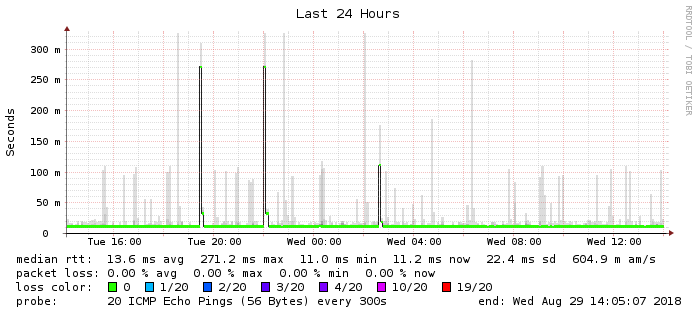 Last 24 Hours
RRDTOOL / TOBI OETIKER
Seconds
300 m
250 m
200 m
150 m
100 m
50 m
0
Tue 16:00 Tue 20:00 Wed 00:00 Wed 04:00 Wed 08:00 Wed 12:00
median rtt: 13.6 ms avg 271.2 ms max 11.0 ms min 11.2 ms now 22.4 ms sd 604.9 m am/s
packet loss: 0.00 % avg 0.00 % max 0.00 % min 0.00 % now
loss color: 0 1/20 2/20 3/20 4/20 10/20 19/20
probe: 20 ICMP Echo Pings (56 Bytes) every 300s end: Wed Aug 29 14:05:07 2018